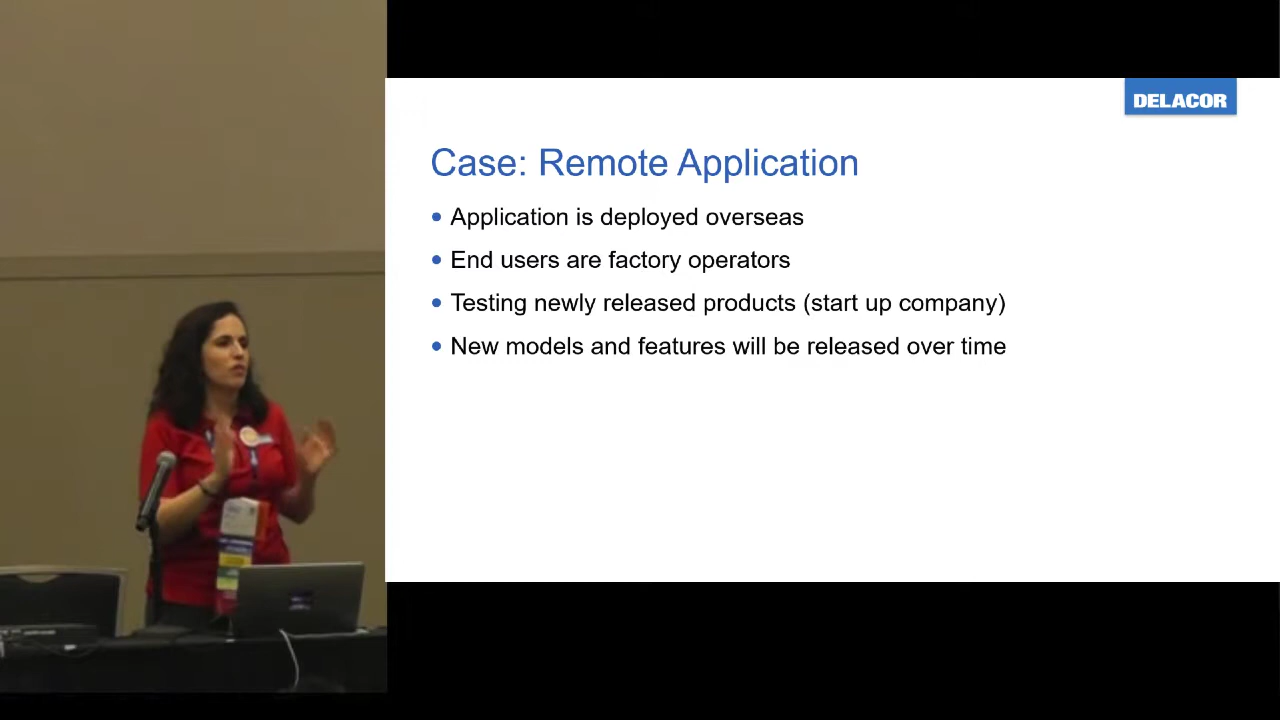 DELACOR
Case: Remote Application
Application is deployed overseas
End users are factory operators
Testing newly released products (start up company)
New models and features will be released over time